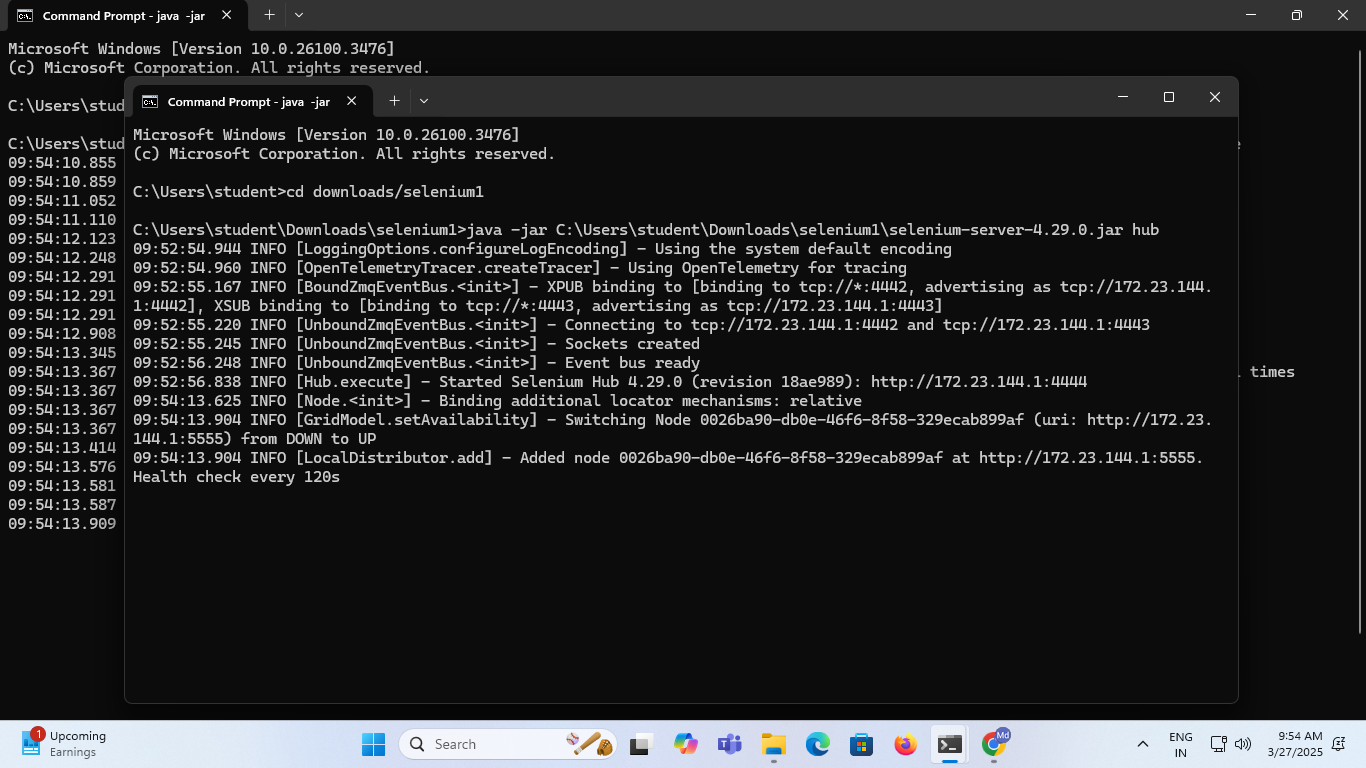 Command Prompt - java -jar
Microsoft Windows [Version 10.0.26100.3476]
(c) Microsoft Corporation. All rights reserved.
C:\Users\stud
C:\Users\stud
09:54:10.855
09:54:10.859
09:54:11.052
09:54:11.110
09:54:12.123
09:54:12.248
09:54:12.291
09:54:12.291
09:54:12.291
09:54:12.908
09:54:13.345
09:54:13.367
09:54:13.367
09:54:13.367
09:54:13.367
09:54:13.414
09:54:13.576
09:54:13.581
09:54:13.587
09:54:13.909
times
Command Prompt - java -jar
Microsoft Windows [Version 10.0.26100.3476]
(c) Microsoft Corporation. All rights reserved.
C:\Users\student>cd downloads/selenium1
C:\Users\student\Downloads\selenium1>java -jar C:\Users\student\Downloads\selenium1\selenium-server-4.29.0.jar hub
09:52:54.944 INFO [LoggingOptions.configureLogEncoding] - Using the system default encoding
09:52:54.960 INFO [OpenTelemetryTracer.createTracer] - Using OpenTelemetry for tracing
09:52:55.167 INFO [BoundZmqEventBus.<init>] - XPUB binding to [binding to tcp://*:4442, advertising as tcp://172.23.144.
1:4442], XSUB binding to [binding to tcp://*:4443, advertising as tcp://172.23.144.1:4443]
09:52:55.220 INFO [UnboundZmqEventBus.<init>] - Connecting to tcp://172.23.144.1:4442 and tcp://172.23.144.1:4443
09:52:55.245 INFO [UnboundZmqEventBus.<init>] - Sockets created
09:52:56.248 INFO [UnboundZmqEventBus.<init>] - Event bus ready
09:52:56.838 INFO [Hub.execute] - Started Selenium Hub 4.29.0 (revision 18ae989): http://172.23.144.1:4444
09:54:13.625 INFO [Node.<init>] - Binding additional locator mechanisms: relative
09:54:13.904 INFO [GridModel.setAvailability] - Switching Node 0026ba90-db0e-46f6-8f58-329ecab899af (uri: http://172.23.
144.1:5555) from DOWN to UP
09:54:13.904 INFO [LocalDistributor.add] - Added node 0026ba90-db0e-46f6-8f58-329ecab899af at http://172.23.144.1:5555.
Health check every 120s
1
Upcoming
Earnings
Search
Md
ENG
IN
9:54 AM
3/27/2025